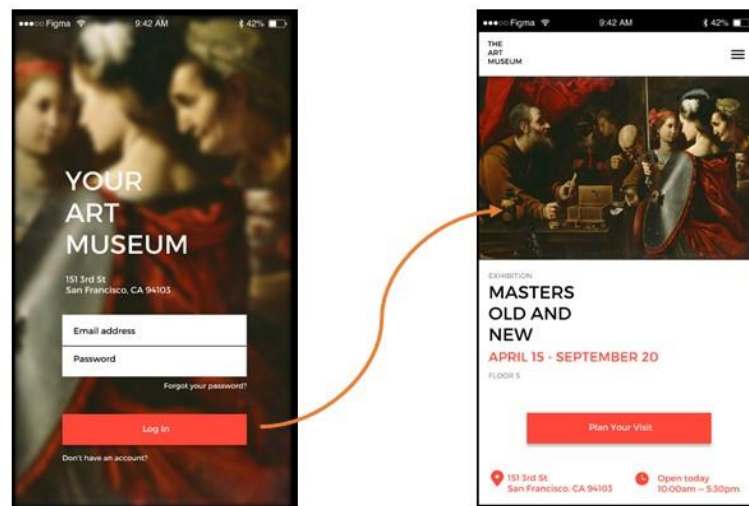 Figma 9:42 AM 42%
YOUR
ART
MUSEUM
151 3rd St
San Francisco, CA 94103
Email address
Password
Forgot your password?
Log In
Don't have an account?
Figma 9:42 AM 42%
THE
ART
MUSEUM
EXHIBITION
MASTERS
OLD AND
NEW
APRIL 15 - SEPTEMBER 20
FLOOR 5
Plan Your Visit
151 3rd St
San Francisco, CA 94103
Open today
10:00am — 5.30pm